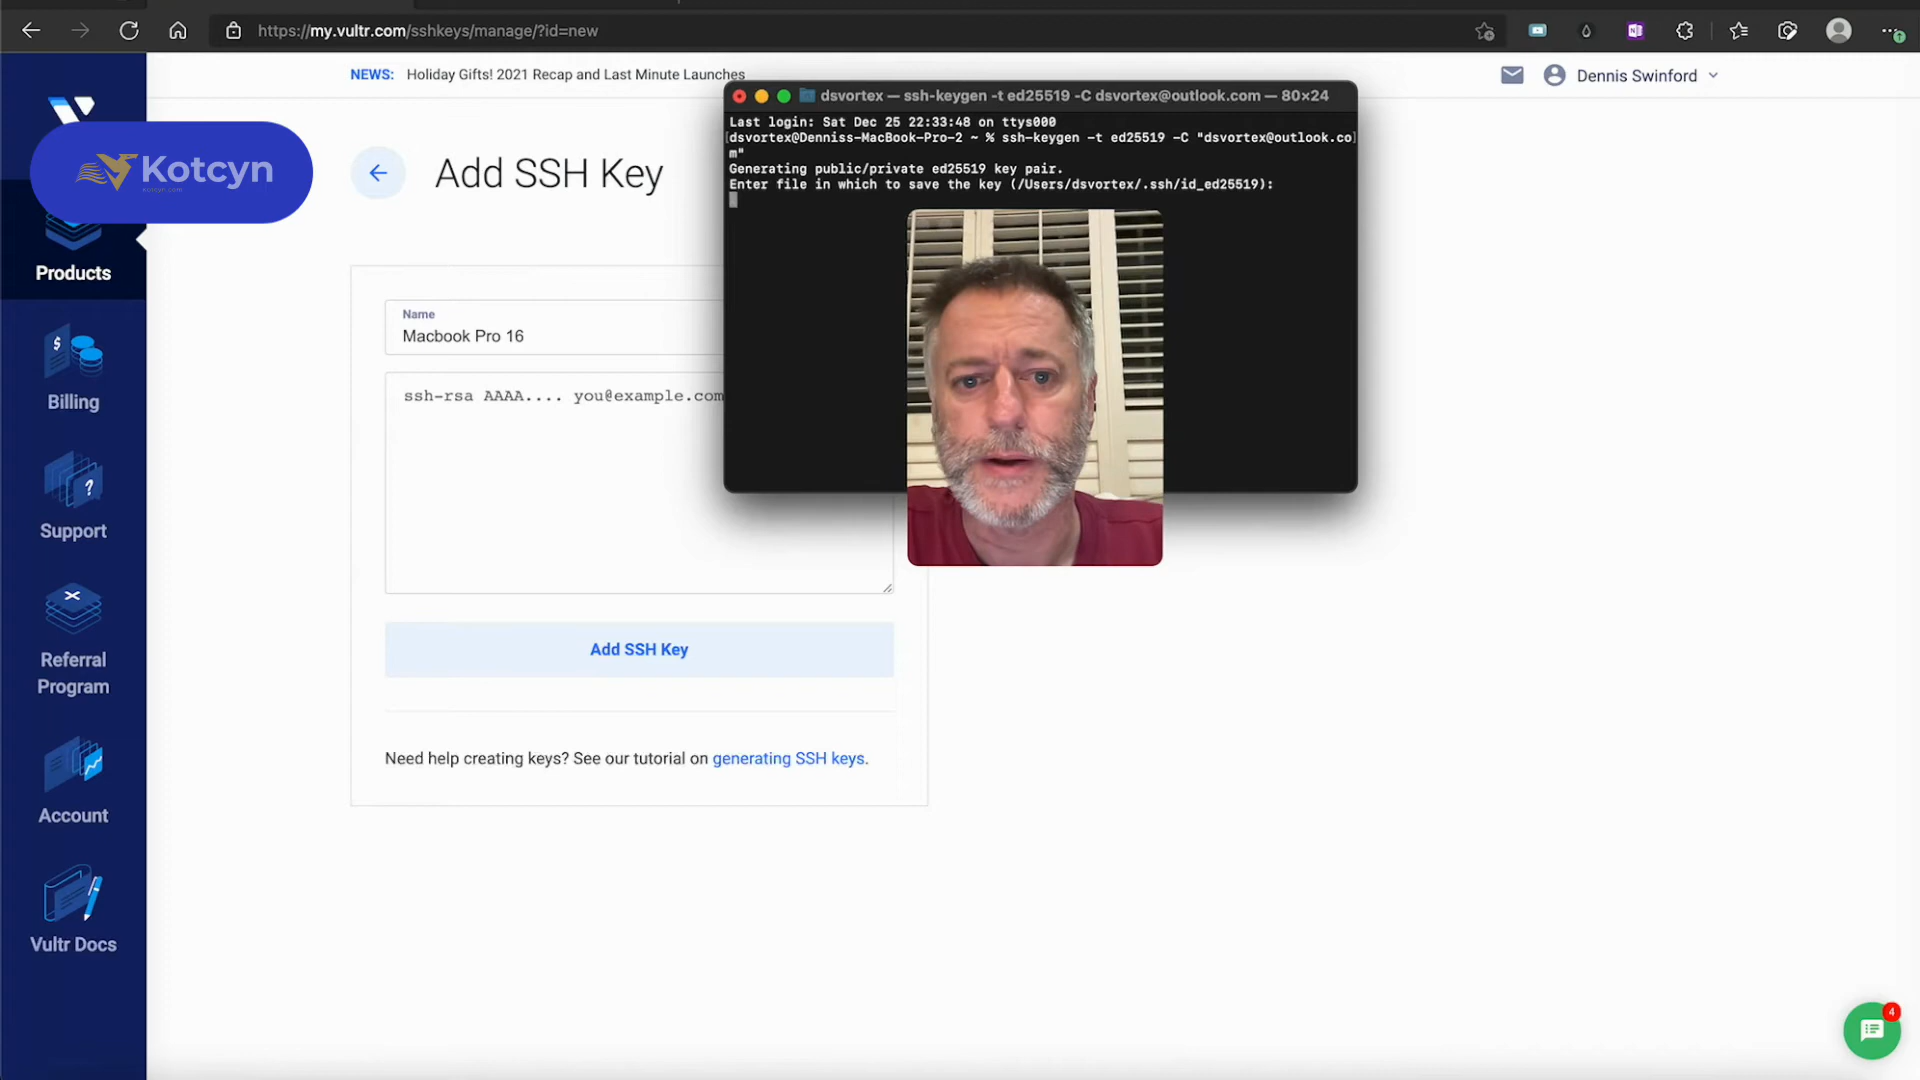 https://my.vultr.com/sshkeys/manage/?id=new
NEWS: Holiday Gifts! 2021 Recap and Last Minute Launches
Dennis Swinford
Kotcyn
kotcyn.com
Products
Billing
Support
Referral
Program
Account
Vultr Docs
Add SSH Key
Name
Macbook Pro 16
ssh-rsa AAAA.... you@example.com
Add SSH Key
Need help creating keys? See our tutorial on generating SSH keys.
dsvortex — ssh-keygen -t ed25519 -C dsvortex@outlook.com — 80×24
Last login: Sat Dec 25 22:33:48 on ttys000
[dsvortex@Denniss-MacBook-Pro-2 ~ % ssh-keygen -t ed25519 -C "dsvortex@outlook.co]
m"
Generating public/private ed25519 key pair.
Enter file in which to save the key (/Users/dsvortex/.ssh/id_ed25519):
4